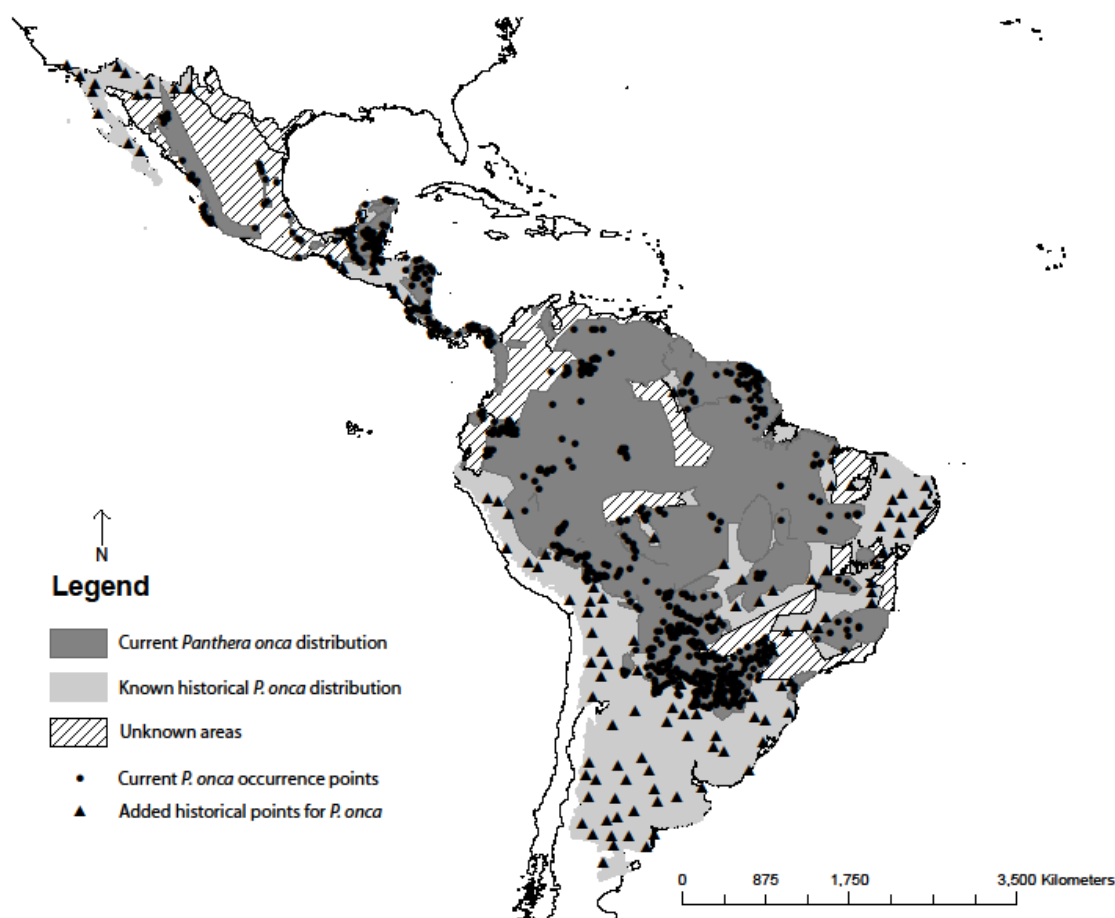 N
Legend
Current Panthera onca distribution
Known historical P. onca distribution
Unknown areas
Current P. onca occurrence points
Added historical points for P. onca
0 875 1,750 3,500 Kilometers